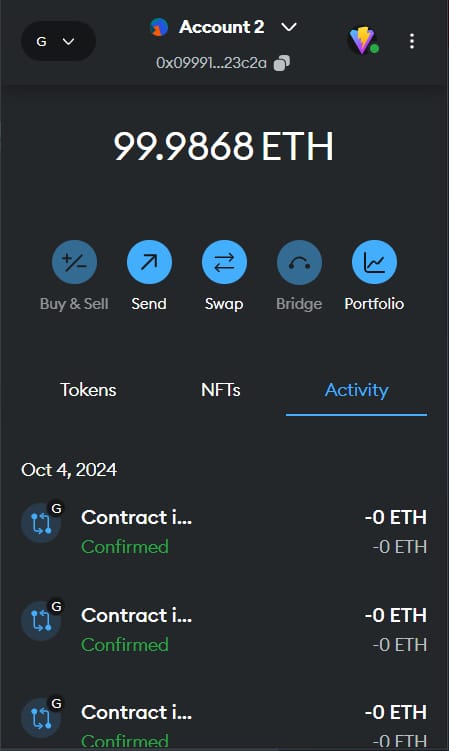 G
Account 2
0x09991...23c2a
99.9868 ETH
Buy & Sell
Send
Swap
Bridge
Portfolio
Tokens
NFTs
Activity
Oct 4, 2024
G
Contract i...
-0 ETH
Confirmed
-0 ETH
G
Contract i...
-0 ETH
Confirmed
-0 ETH
G
Contract i...
-0 ETH
Confirmed
-0 ETH